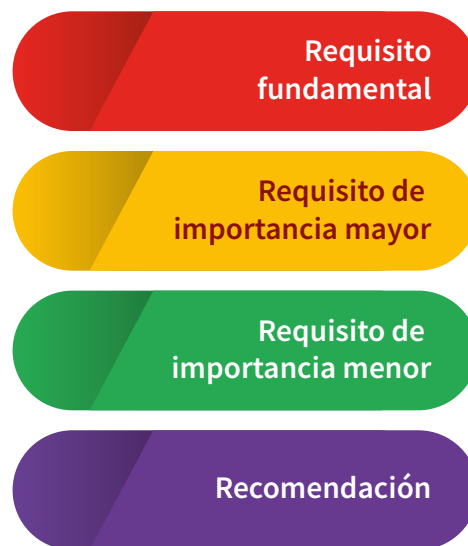 Requisito
fundamental
Requisito de
importancia mayor
Requisito de
importancia menor
Recomendación